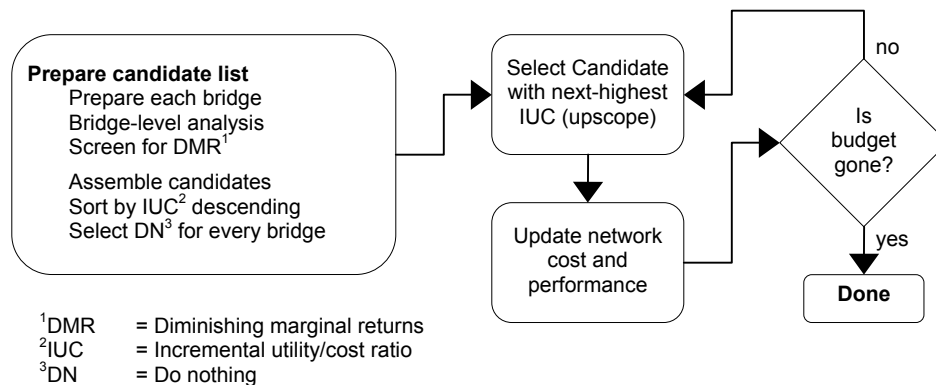 Prepare candidate list
Prepare each bridge
Bridge-level analysis
Screen for DMR¹
Assemble candidates
Sort by IUC² descending
Select DN³ for every bridge
Select Candidate
with next-highest
IUC (upscope)
Update network
cost and
performance
no
Is
budget
gone?
yes
Done
¹DMR = Diminishing marginal returns
²IUC = Incremental utility/cost ratio
³DN = Do nothing